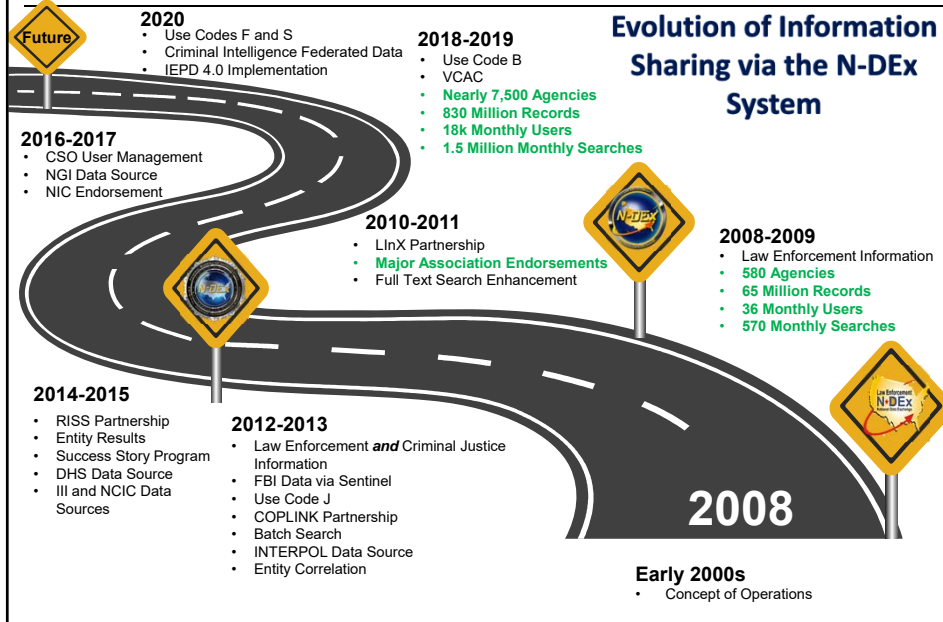 Evolution of Information
Sharing via the N-DEx
System
Future
2020
• Use Codes F and S
• Criminal Intelligence Federated Data
• IEPD 4.0 Implementation
2018-2019
• Use Code B
• VCAC
• Nearly 7,500 Agencies
• 830 Million Records
• 18k Monthly Users
• 1.5 Million Monthly Searches
2016-2017
• CSO User Management
• NGI Data Source
• NIC Endorsement
2010-2011
• LInX Partnership
• Major Association Endorsements
• Full Text Search Enhancement
N-DEx
2008-2009
• Law Enforcement Information
• 580 Agencies
• 65 Million Records
• 36 Monthly Users
• 570 Monthly Searches
N-DEx
Law Enforcement
N-DEx
National Data Exchange
2014-2015
• RISS Partnership
• Entity Results
• Success Story Program
• DHS Data Source
• III and NCIC Data
Sources
2012-2013
• Law Enforcement and Criminal Justice
Information
• FBI Data via Sentinel
• Use Code J
• COPLINK Partnership
• Batch Search
• INTERPOL Data Source
• Entity Correlation
2008
Early 2000s
• Concept of Operations